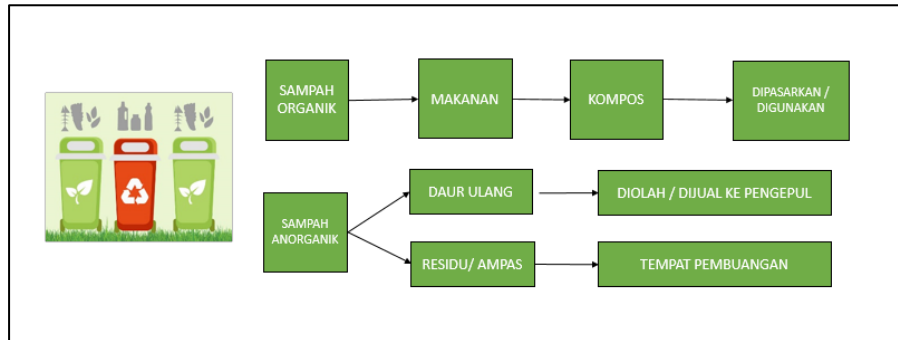 SAMPAH
ORGANIK
MAKANAN
KOMPOS
DIPASARKAN /
DIGUNAKAN
SAMPAH
ANORGANIK
DAUR ULANG
DIOLAH / DIJUAL KE PENGEPUL
RESIDU/ AMPAS
TEMPAT PEMBUANGAN